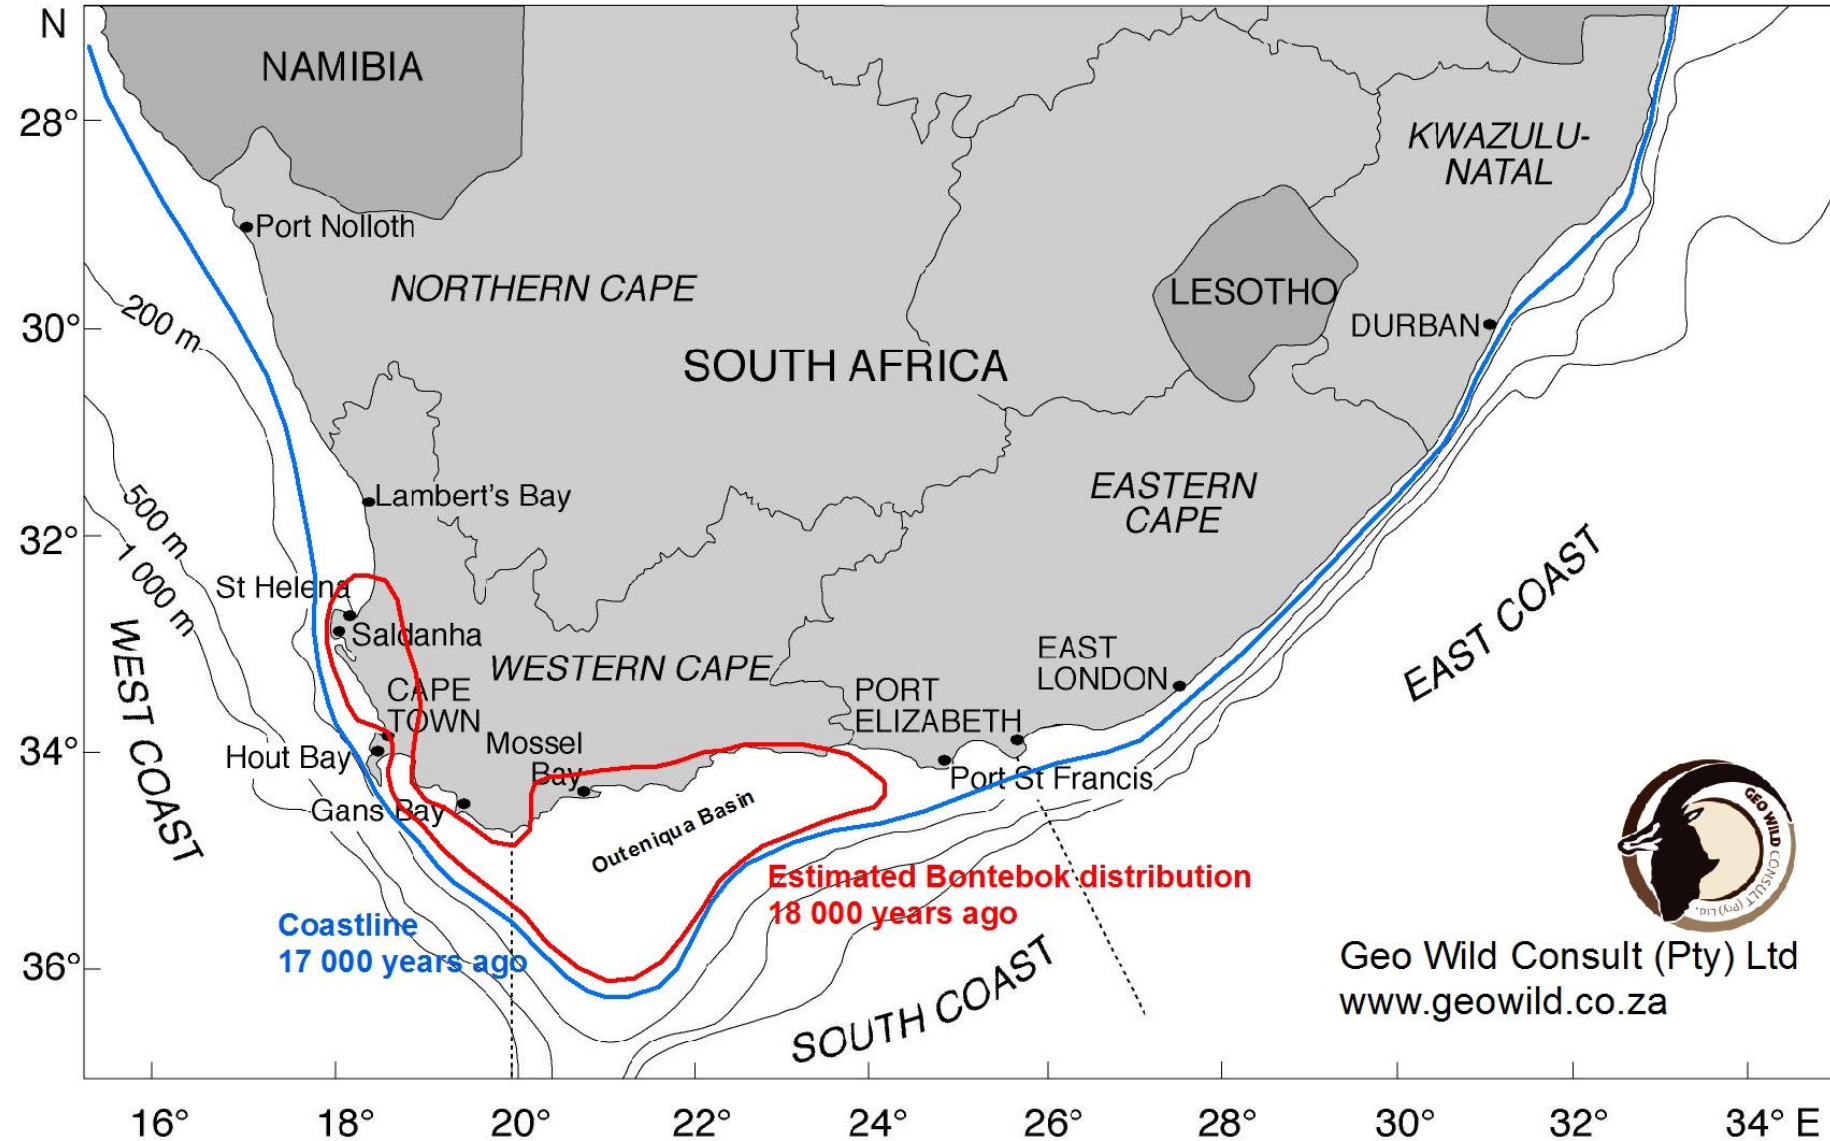 N
NAMIBIA
28°
KWAZULU-
NATAL
Port Nolloth
NORTHERN CAPE
LESOTHO
200 m
30°
DURBAN
SOUTH AFRICA
Lambert's Bay
EASTERN
CAPE
500 m
32°
1 000 m
St Helena
Saldanha
WESTERN CAPE
EAST
LONDON
EAST COAST
WEST COAST
CAPE
TOWN
PORT
ELIZABETH
34°
Hout Bay
Mossel
Bay
Port St Francis
Gans Bay
Outeniqua Basin
GEO WILD CONSULT (Pty) Ltd.
Estimated Bontebok distribution
18 000 years ago
Coastline
17 000 years ago
36°
SOUTH COAST
Geo Wild Consult (Pty) Ltd
www.geowild.co.za
16°
18°
20°
22°
24°
26°
28°
30°
32°
34° E